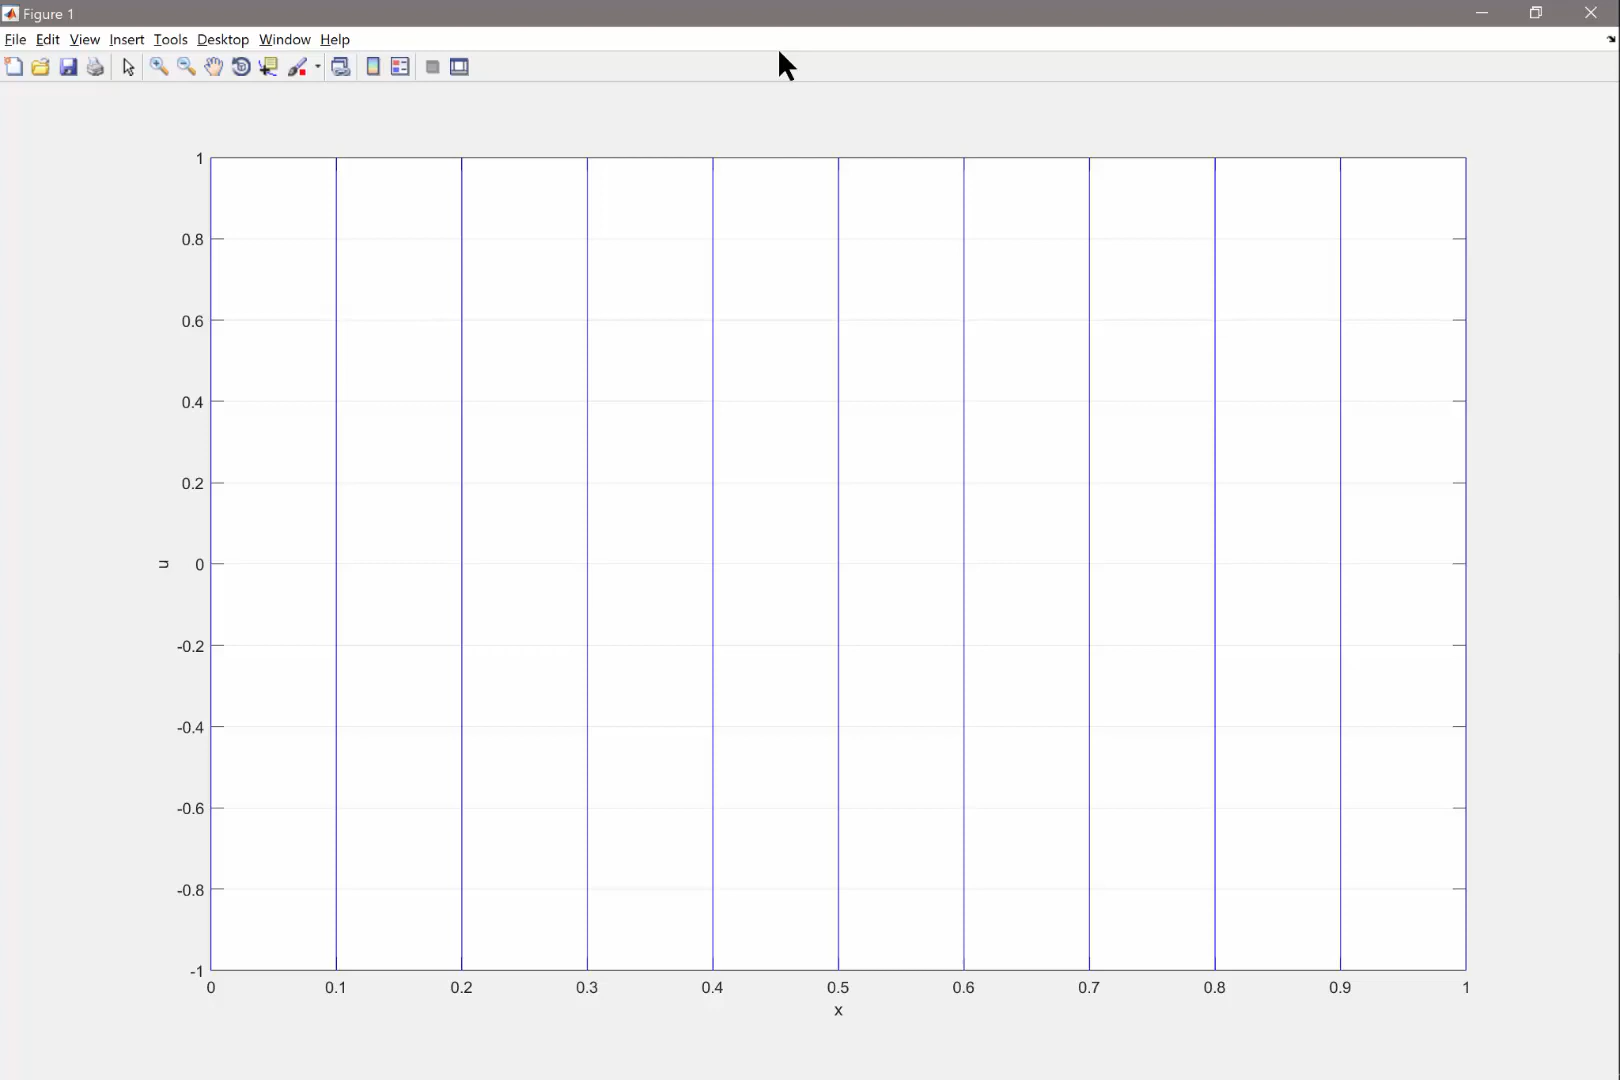 Figure 1
File Edit View Insert Tools Desktop Window Help
1
0.8
0.6
0.4
0.2
0
-0.2
-0.4
-0.6
-0.8
-1
u
0 0.1 0.2 0.3 0.4 0.5 0.6 0.7 0.8 0.9 1
x